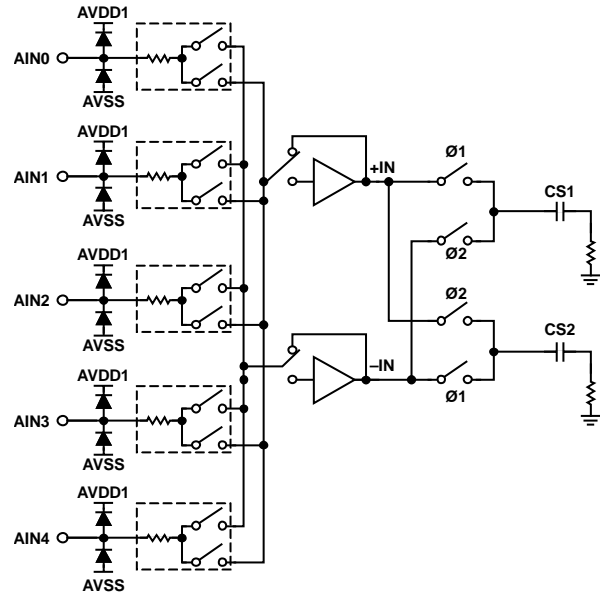 AVDD1
AIN0
AVSS
AVDD1
AIN1
AVSS
+IN
Ø1
CS1
Ø2
AVDD1
AIN2
AVSS
Ø2
CS2
–IN
Ø1
AVDD1
AIN3
AVSS
AVDD1
AIN4
AVSS